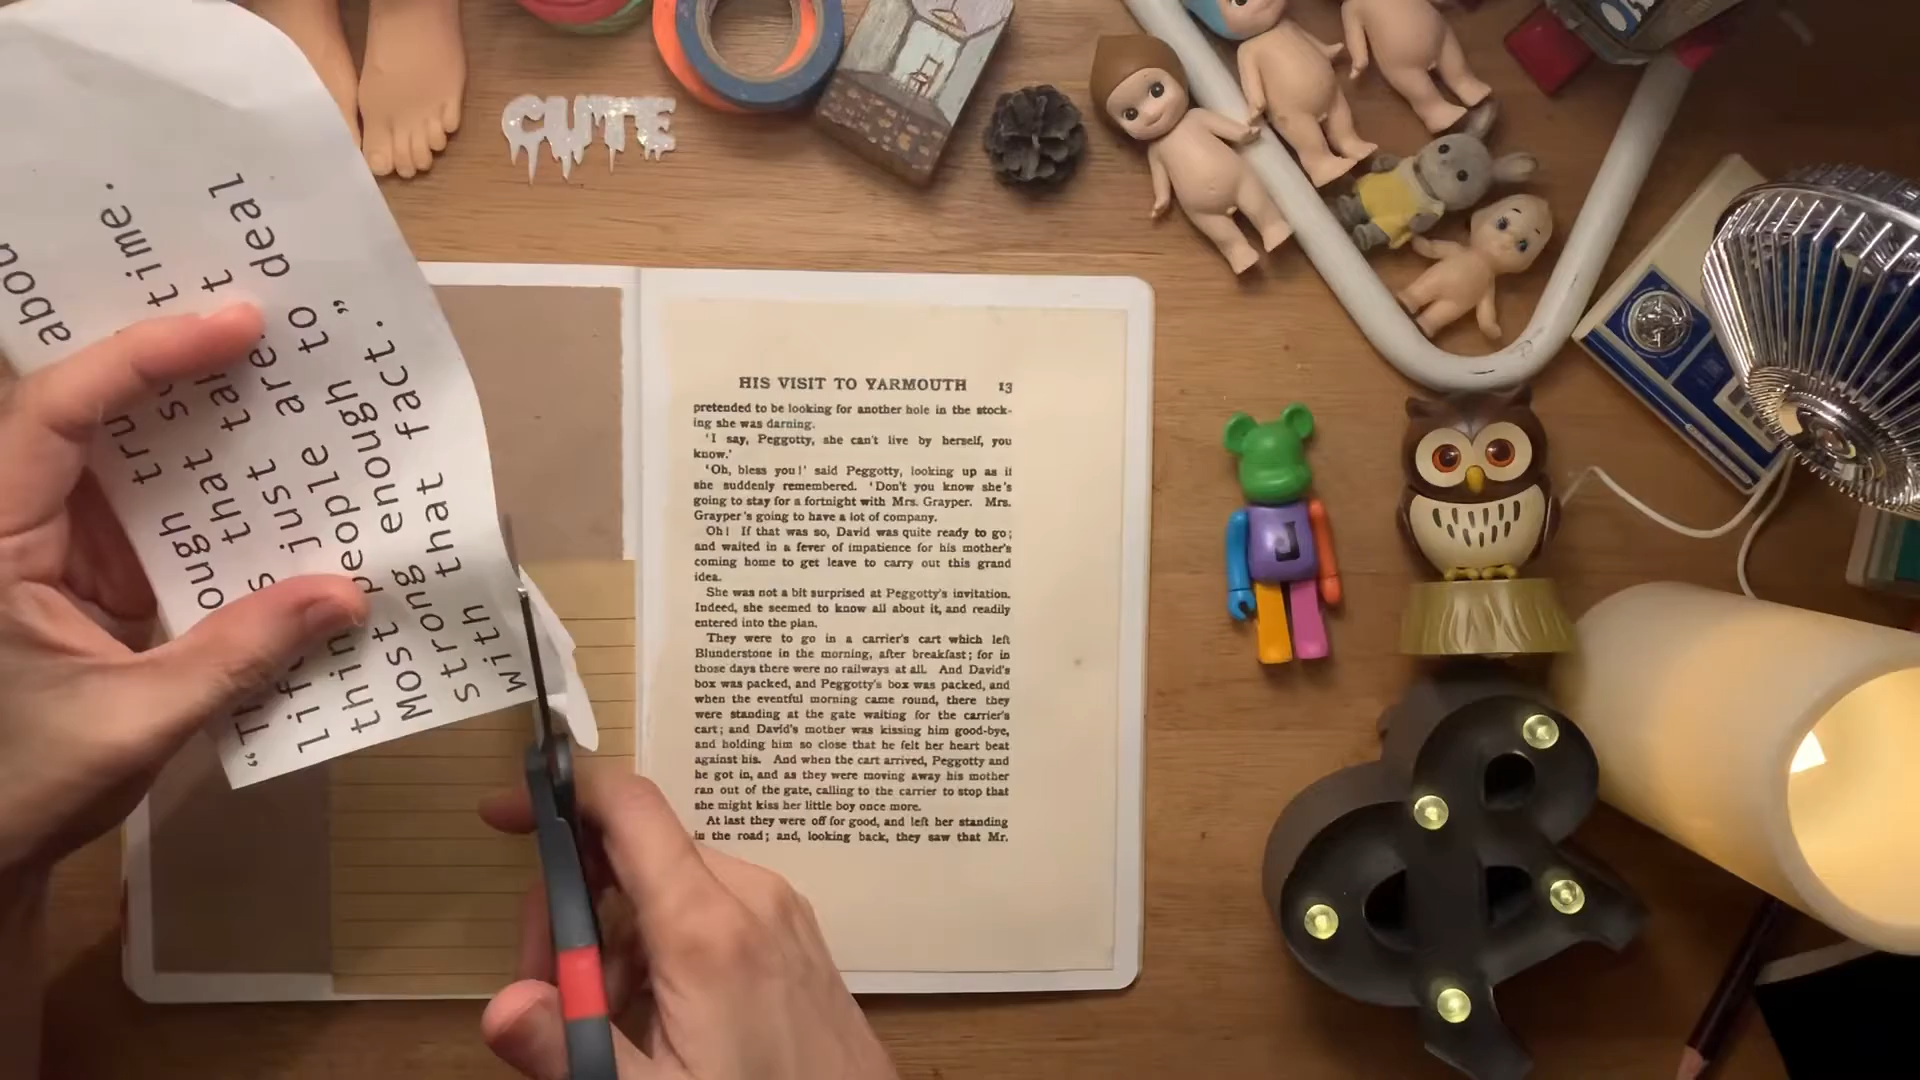 CUTE
abou
a
ough tru time.
“The
s that su
life's just are. It
things people are to deal
Most enough to
strong enough fact.”
with that
HIS VISIT TO YARMOUTH 13
pretended to be looking for another hole in the stock-
ing she was darning.
'I say, Peggotty, she can't live by herself, you
know.'
'Oh, bless you!' said Peggotty, looking up as if
she suddenly remembered. 'Don't you know she's
going to stay for a fortnight with Mrs. Grayper. Mrs.
Grayper's going to have a lot of company.
Oh! If that was so, David was quite ready to go;
and waited in a fever of impatience for his mother's
coming home to get leave to carry out this grand
idea.
She was not a bit surprised at Peggotty's invitation.
Indeed, she seemed to know all about it, and readily
entered into the plan.
They were to go in a carrier's cart which left
Blunderstone in the morning, after breakfast; for in
those days there were no railways at all. And David's
box was packed, and Peggotty's box was packed, and
when the eventful morning came round, there they
were standing at the gate waiting for the carrier's
cart; and David's mother was kissing him good-bye,
and holding him so close that he felt her heart beat
against his. And when the cart arrived, Peggotty and
he got in, and as they were moving away his mother
ran out of the gate, calling to the carrier to stop that
she might kiss her little boy once more.
At last they were off for good, and left her standing
in the road; and, looking back, they saw that Mr.
J